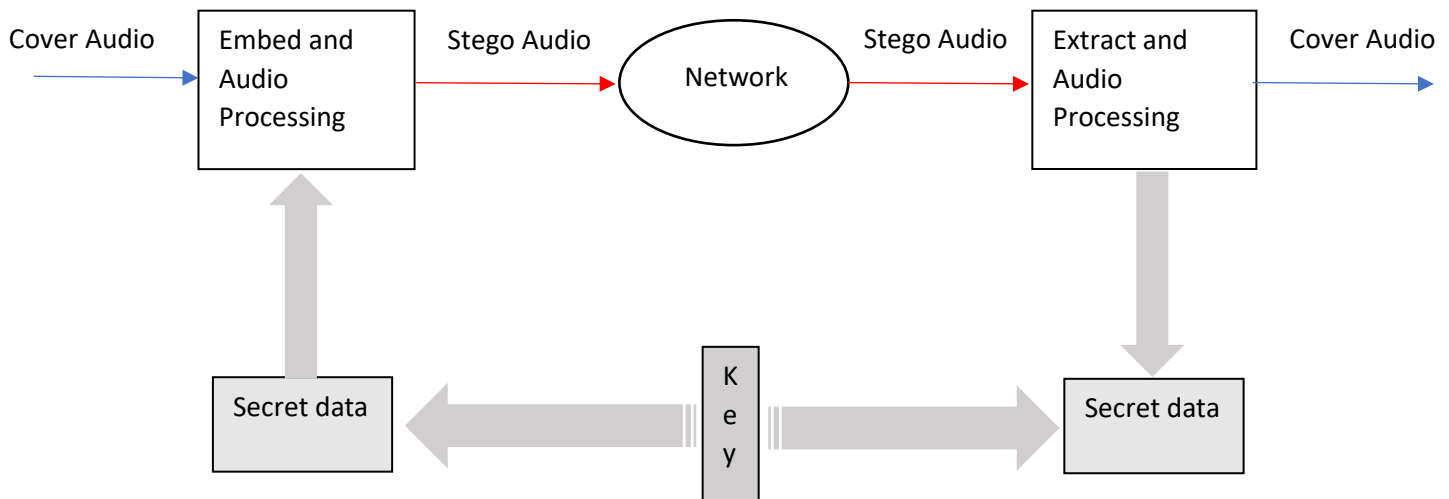 Cover Audio
Embed and
Audio
Processing
Stego Audio
Network
Stego Audio
Extract and
Audio
Processing
Cover Audio
Secret data
K
e
y
Secret data